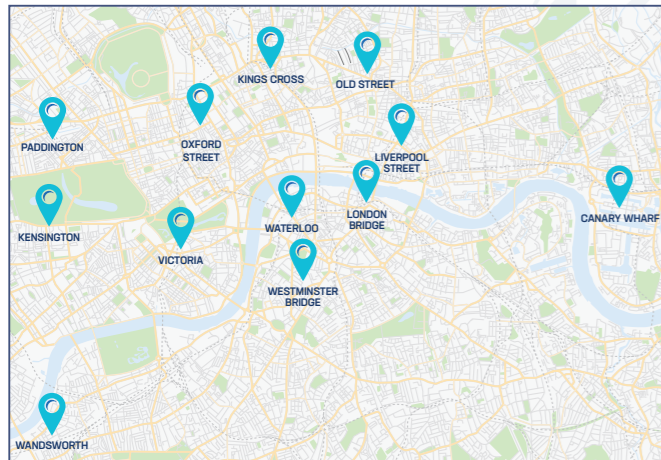 KINGS CROSS
OLD STREET
PADDINGTON
OXFORD
STREET
LIVERPOOL
STREET
KENSINGTON
WATERLOO
LONDON
BRIDGE
CANARY WHARF
VICTORIA
WESTMINSTER
BRIDGE
WANDSWORTH